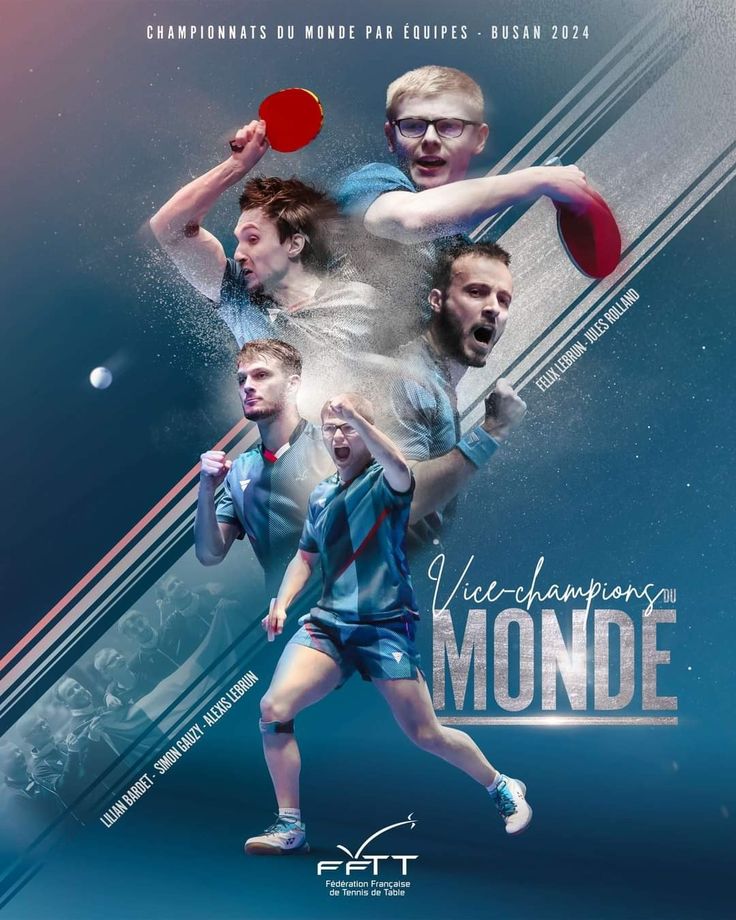 CHAMPIONNATS DU MONDE PAR ÉQUIPES - BUSAN 2024
FELIX LEBRUN - JULES ROLLAND
Vice-champions DU
MONDE
LILIAN BARDET - SIMON GAUZY - ALEXIS LEBRUN
FFTT
Fédération Française
de Tennis de Table